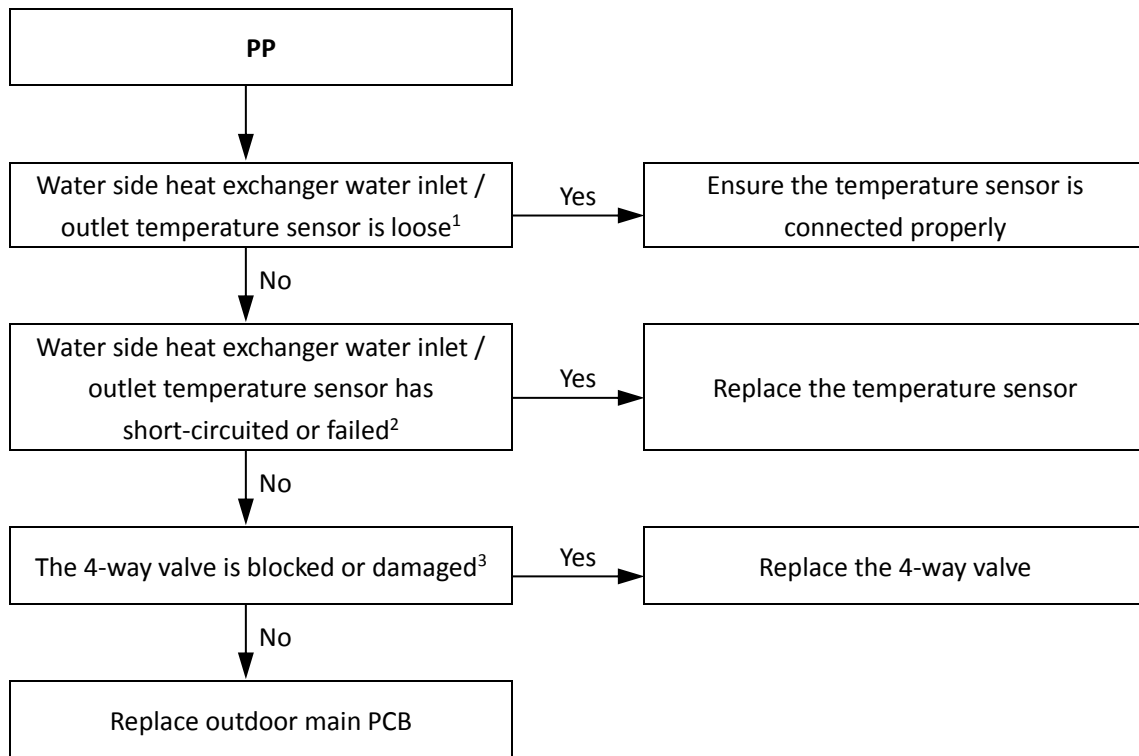 PP
Water side heat exchanger water inlet /
outlet temperature sensor is loose¹
Yes
Ensure the temperature sensor is
connected properly
No
Water side heat exchanger water inlet /
outlet temperature sensor has
short-circuited or failed²
Yes
Replace the temperature sensor
No
The 4-way valve is blocked or damaged³
Yes
Replace the 4-way valve
No
Replace outdoor main PCB